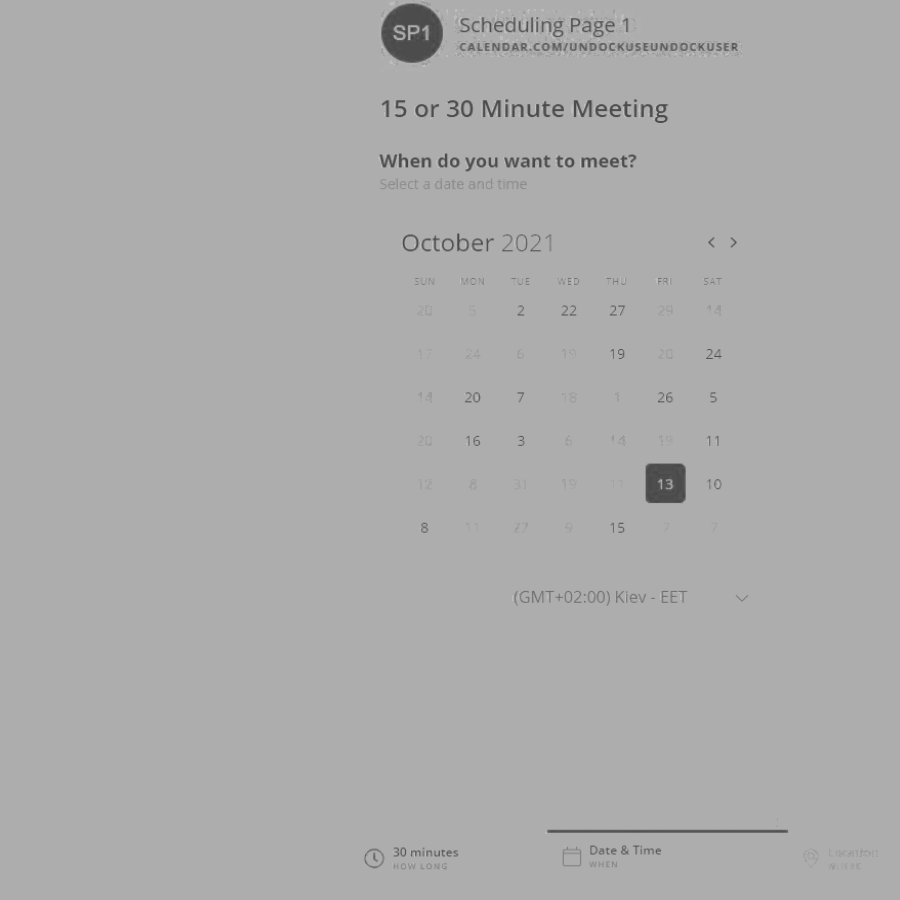 SP1
Scheduling Page 1
CALENDAR.COM/UNDOCKUSEUNDOCKUSER
15 or 30 Minute Meeting
When do you want to meet?
Select a date and time
October 2021
SUN MON TUE WED THU FRI SAT
20 5 2 22 27 29 14
17 24 6 19 19 20 24
14 20 7 18 1 26 5
20 16 3 6 14 19 11
12 8 31 19 11 13 10
8 11 27 9 15 2 7
(GMT+02:00) Kiev - EET
30 minutes
HOW LONG
Date & Time
WHEN
Location